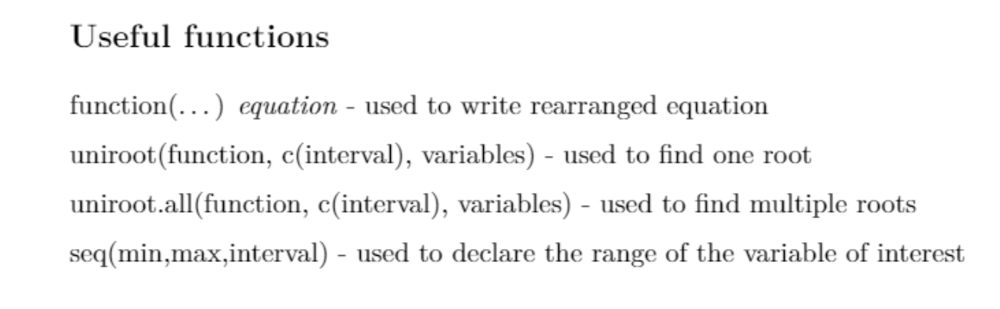 Useful functions
function(...) equation - used to write rearranged equation
uniroot(function, c(interval), variables) - used to find one root
uniroot.all(function, c(interval), variables) - used to find multiple roots
seq(min,max,interval) - used to declare the range of the variable of interest